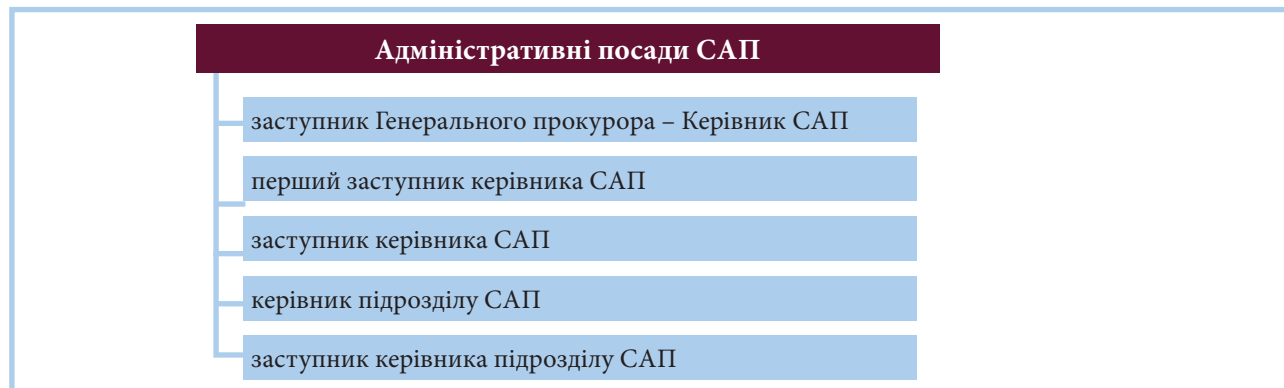 Адміністративні посади САП
заступник Генерального прокурора – Керівник САП
перший заступник керівника САП
заступник керівника САП
керівник підрозділу САП
заступник керівника підрозділу САП